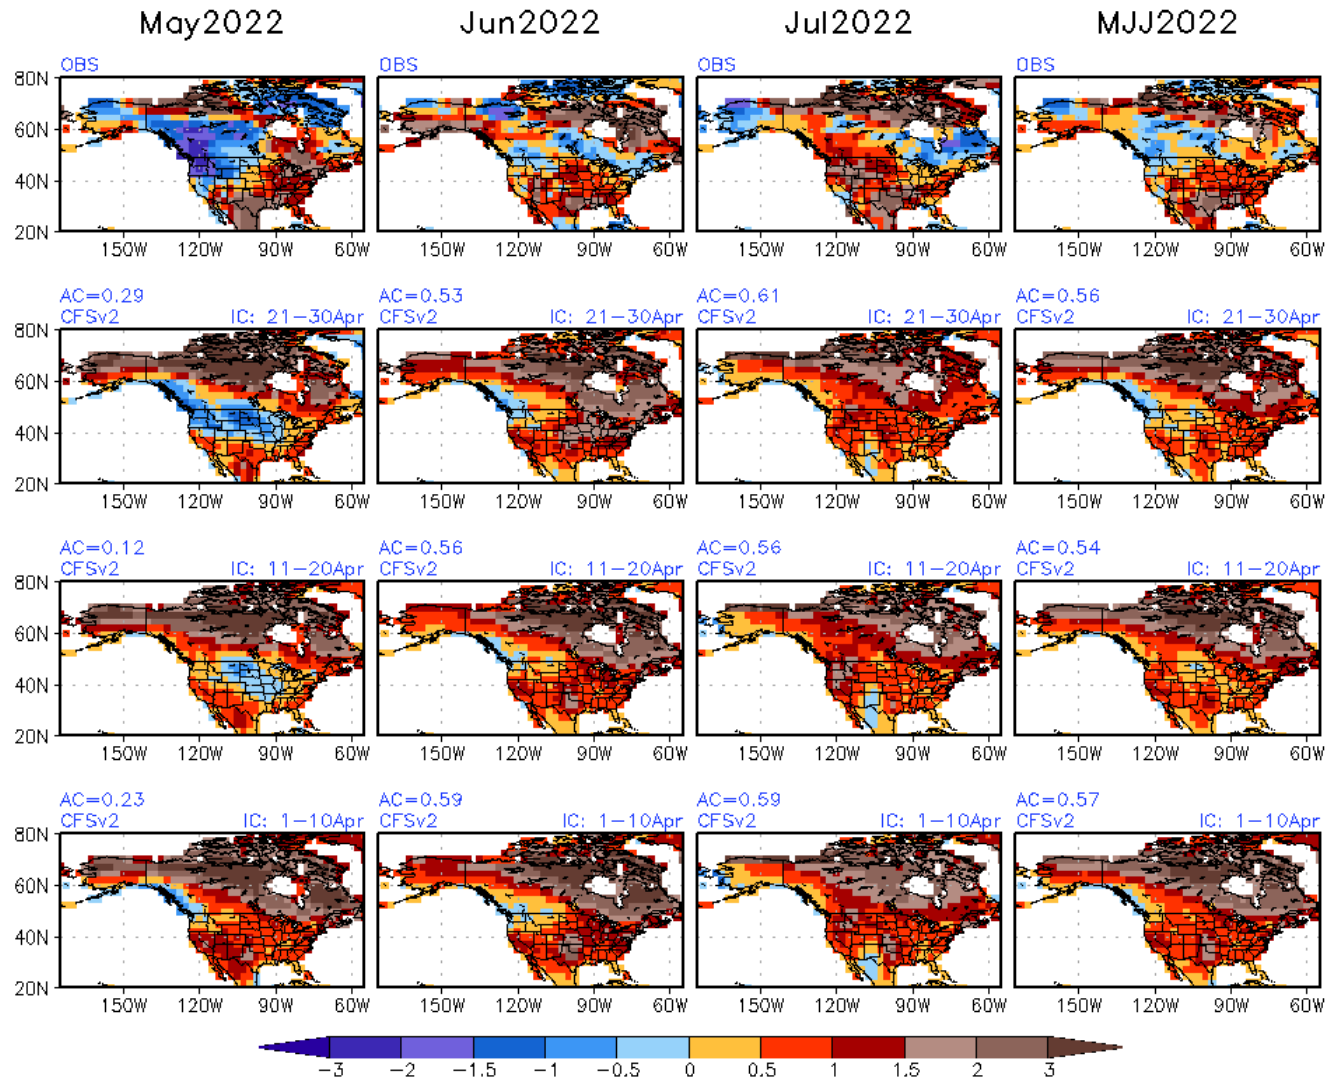 May2022 Jun2022 Jul2022 MJJ2022
OBS OBS OBS OBS
80N
60N
40N
20N
150W 120W 90W 60W 150W 120W 90W 60W 150W 120W 90W 60W 150W 120W 90W 60W
AC=0.29 AC=0.53 AC=0.61 AC=0.56
CFSv2 IC: 21-30Apr CFSv2 IC: 21-30Apr CFSv2 IC: 21-30Apr CFSv2 IC: 21-30Apr
80N
60N
40N
20N
150W 120W 90W 60W 150W 120W 90W 60W 150W 120W 90W 60W 150W 120W 90W 60W
AC=0.12 AC=0.56 AC=0.56 AC=0.54
CFSv2 IC: 11-20Apr CFSv2 IC: 11-20Apr CFSv2 IC: 11-20Apr CFSv2 IC: 11-20Apr
80N
60N
40N
20N
150W 120W 90W 60W 150W 120W 90W 60W 150W 120W 90W 60W 150W 120W 90W 60W
AC=0.23 AC=0.59 AC=0.59 AC=0.57
CFSv2 IC: 1-10Apr CFSv2 IC: 1-10Apr CFSv2 IC: 1-10Apr CFSv2 IC: 1-10Apr
80N
60N
40N
20N
150W 120W 90W 60W 150W 120W 90W 60W 150W 120W 90W 60W 150W 120W 90W 60W
-3 -2 -1.5 -1 -0.5 0 0.5 1 1.5 2 3